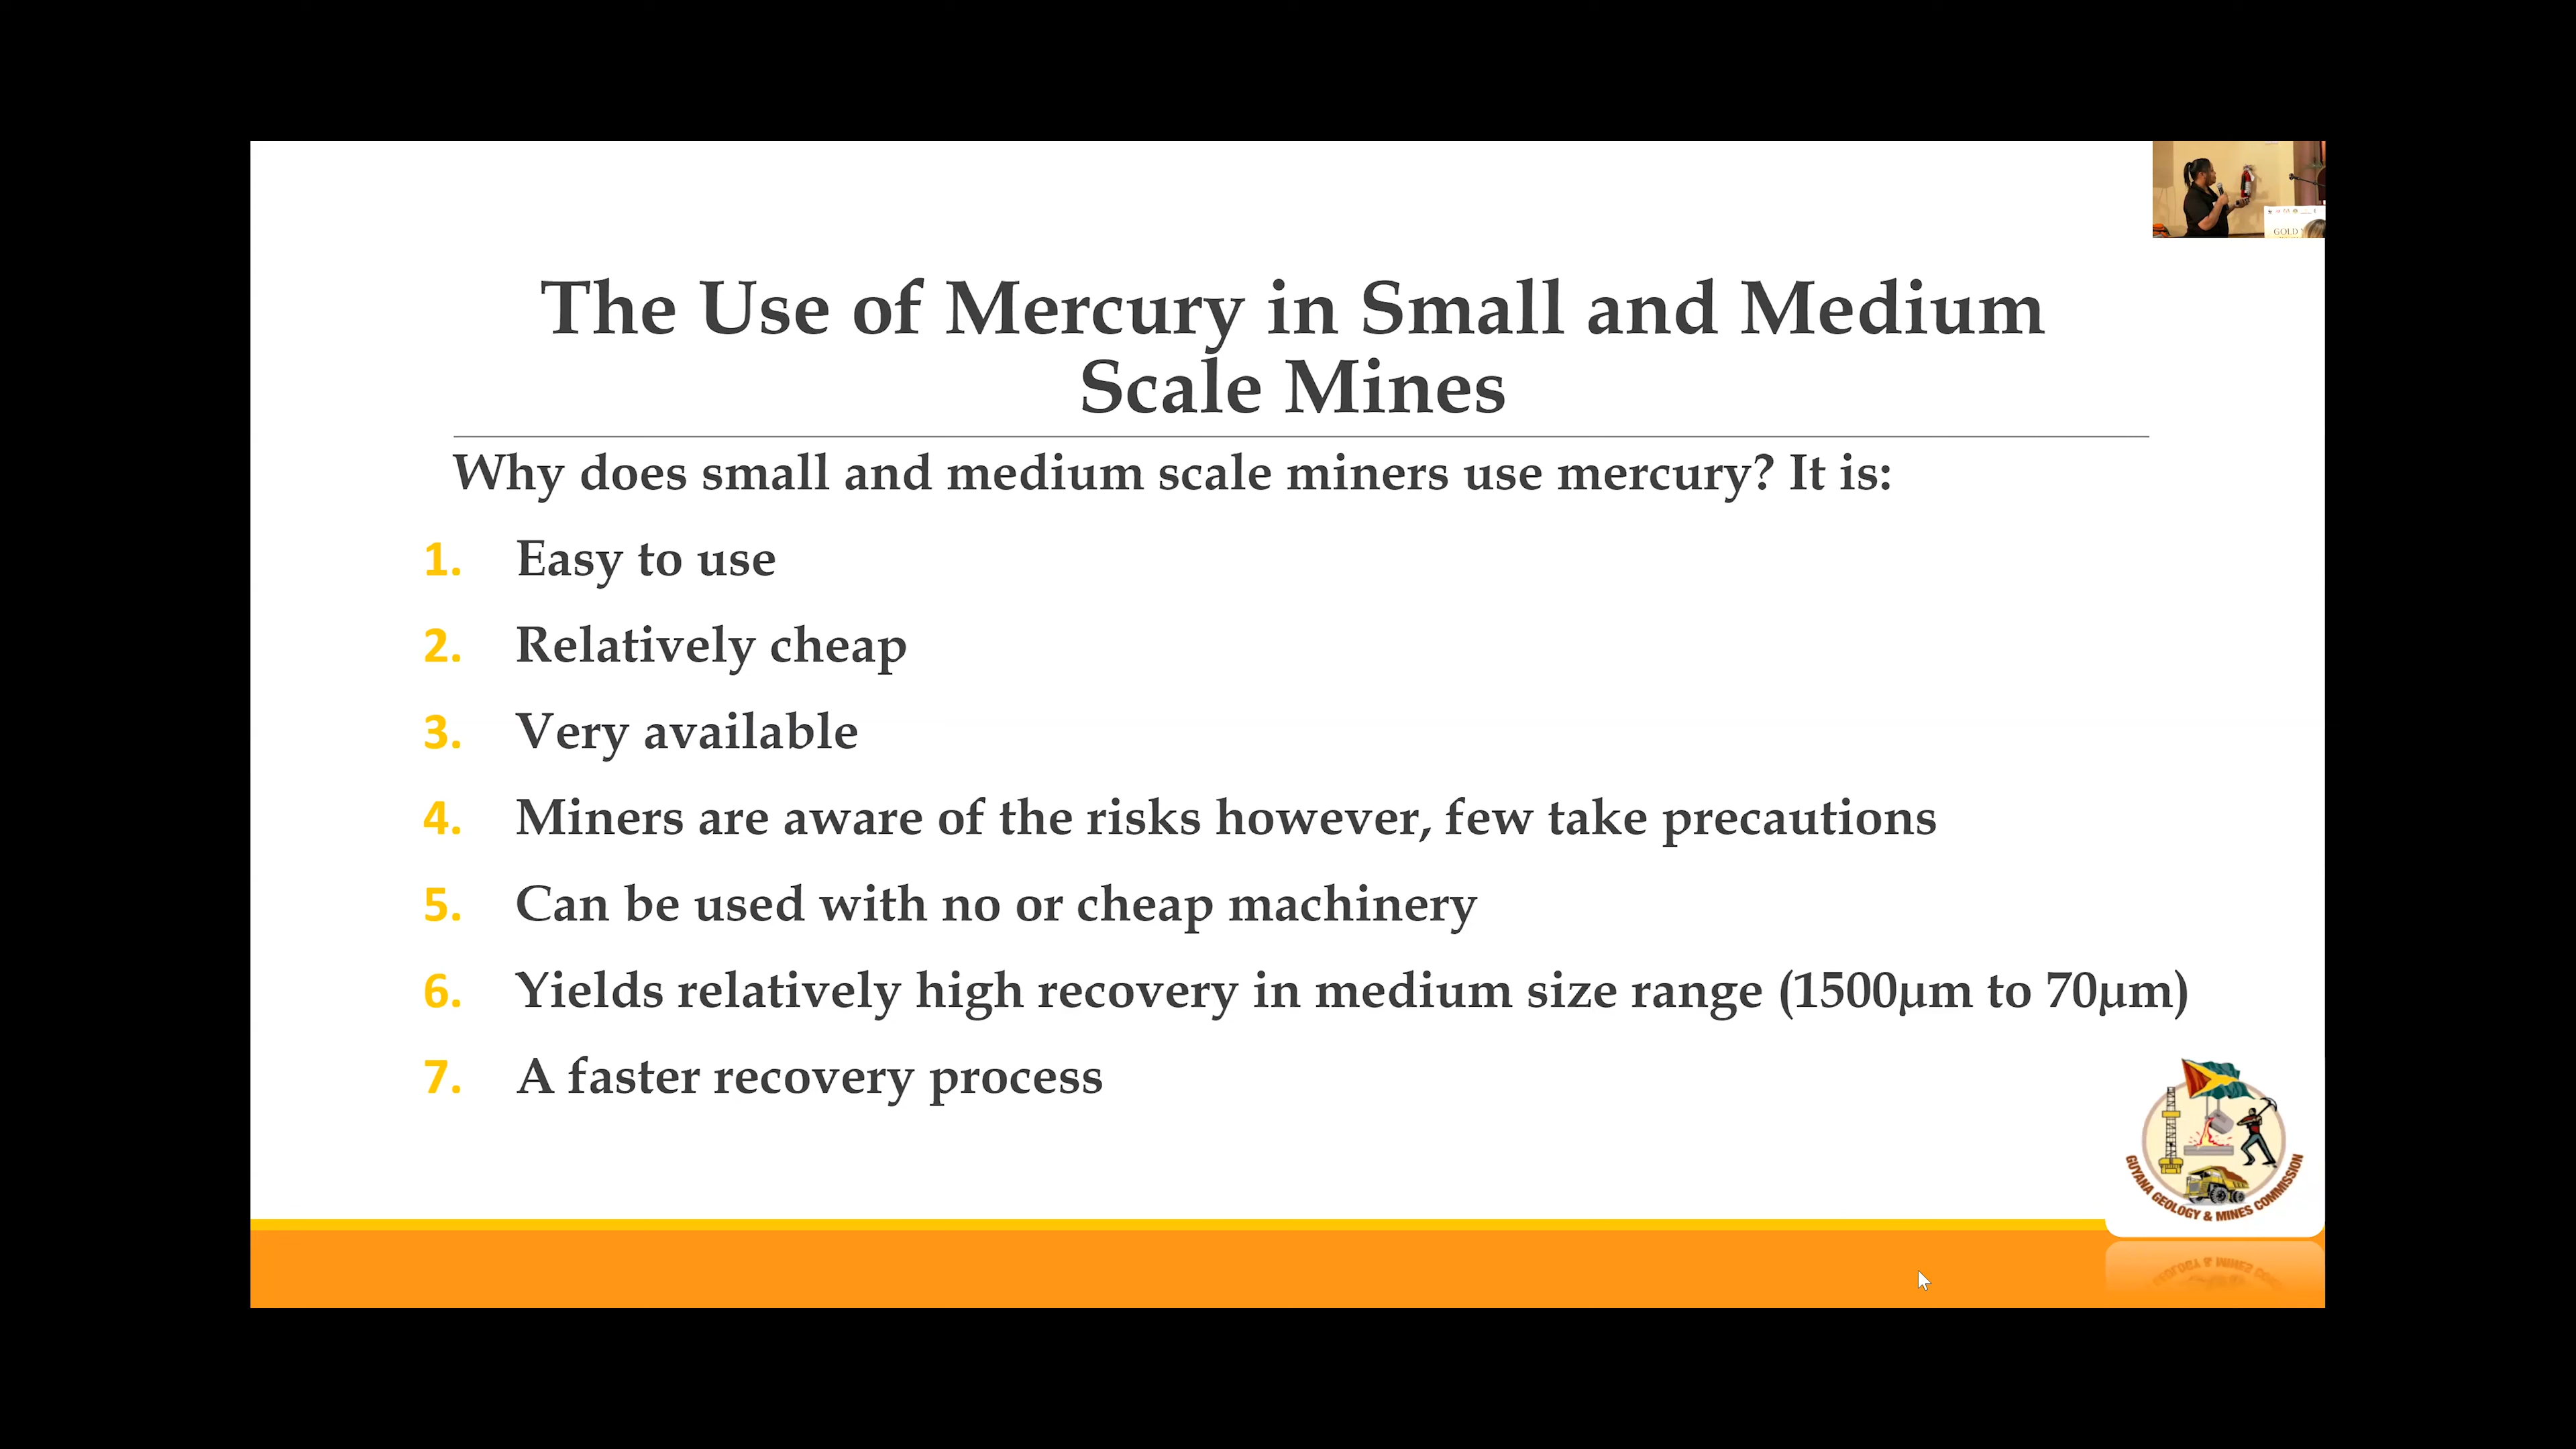 The Use of Mercury in Small and Medium
Scale Mines
Why does small and medium scale miners use mercury? It is:
1. Easy to use
2. Relatively cheap
3. Very available
4. Miners are aware of the risks however, few take precautions
5. Can be used with no or cheap machinery
6. Yields relatively high recovery in medium size range (1500µm to 70µm)
7. A faster recovery process
GUYANA GEOLOGY & MINES COMMISSION
GOLD